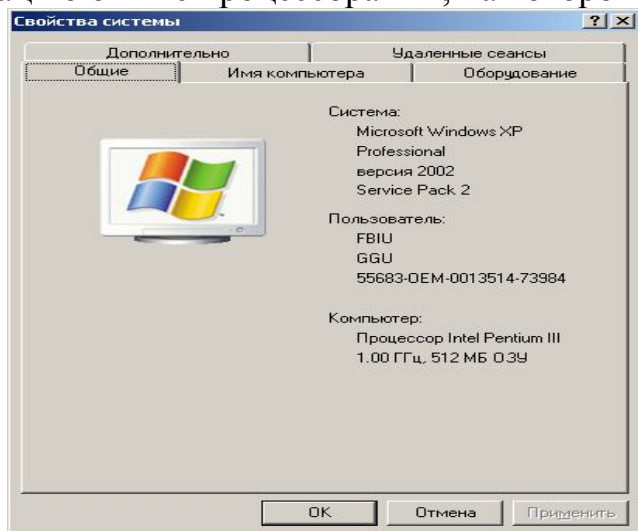 Свойства системы
Дополнительно
Удаленные сеансы
Общие
Имя компьютера
Оборудование
Система:
Microsoft Windows XP
Professional
версия 2002
Service Pack 2
Пользователь:
FBIU
GGU
55683-OEM-0013514-73984
Компьютер:
Процессор Intel Pentium III
1.00 ГГц, 512 МБ ОЗУ
OK
Отмена
Применить